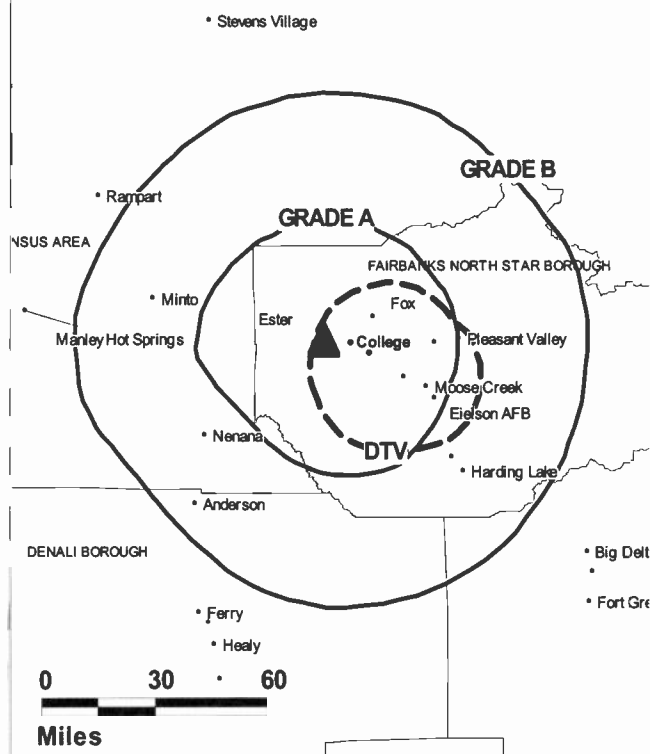 Stevens Village
GRADE B
Rampart
GRADE A
NSUS AREA
FAIRBANKS NORTH STAR BOROUGH
Minto
Fox
Ester
Manley Hot Springs
College
Pleasant Valley
Moose Creek
Eielson AFB
Nenana
DTV
Harding Lake
Anderson
DENALI BOROUGH
Big Delt
Fort Gre
Ferry
Healy
0 30 60
Miles